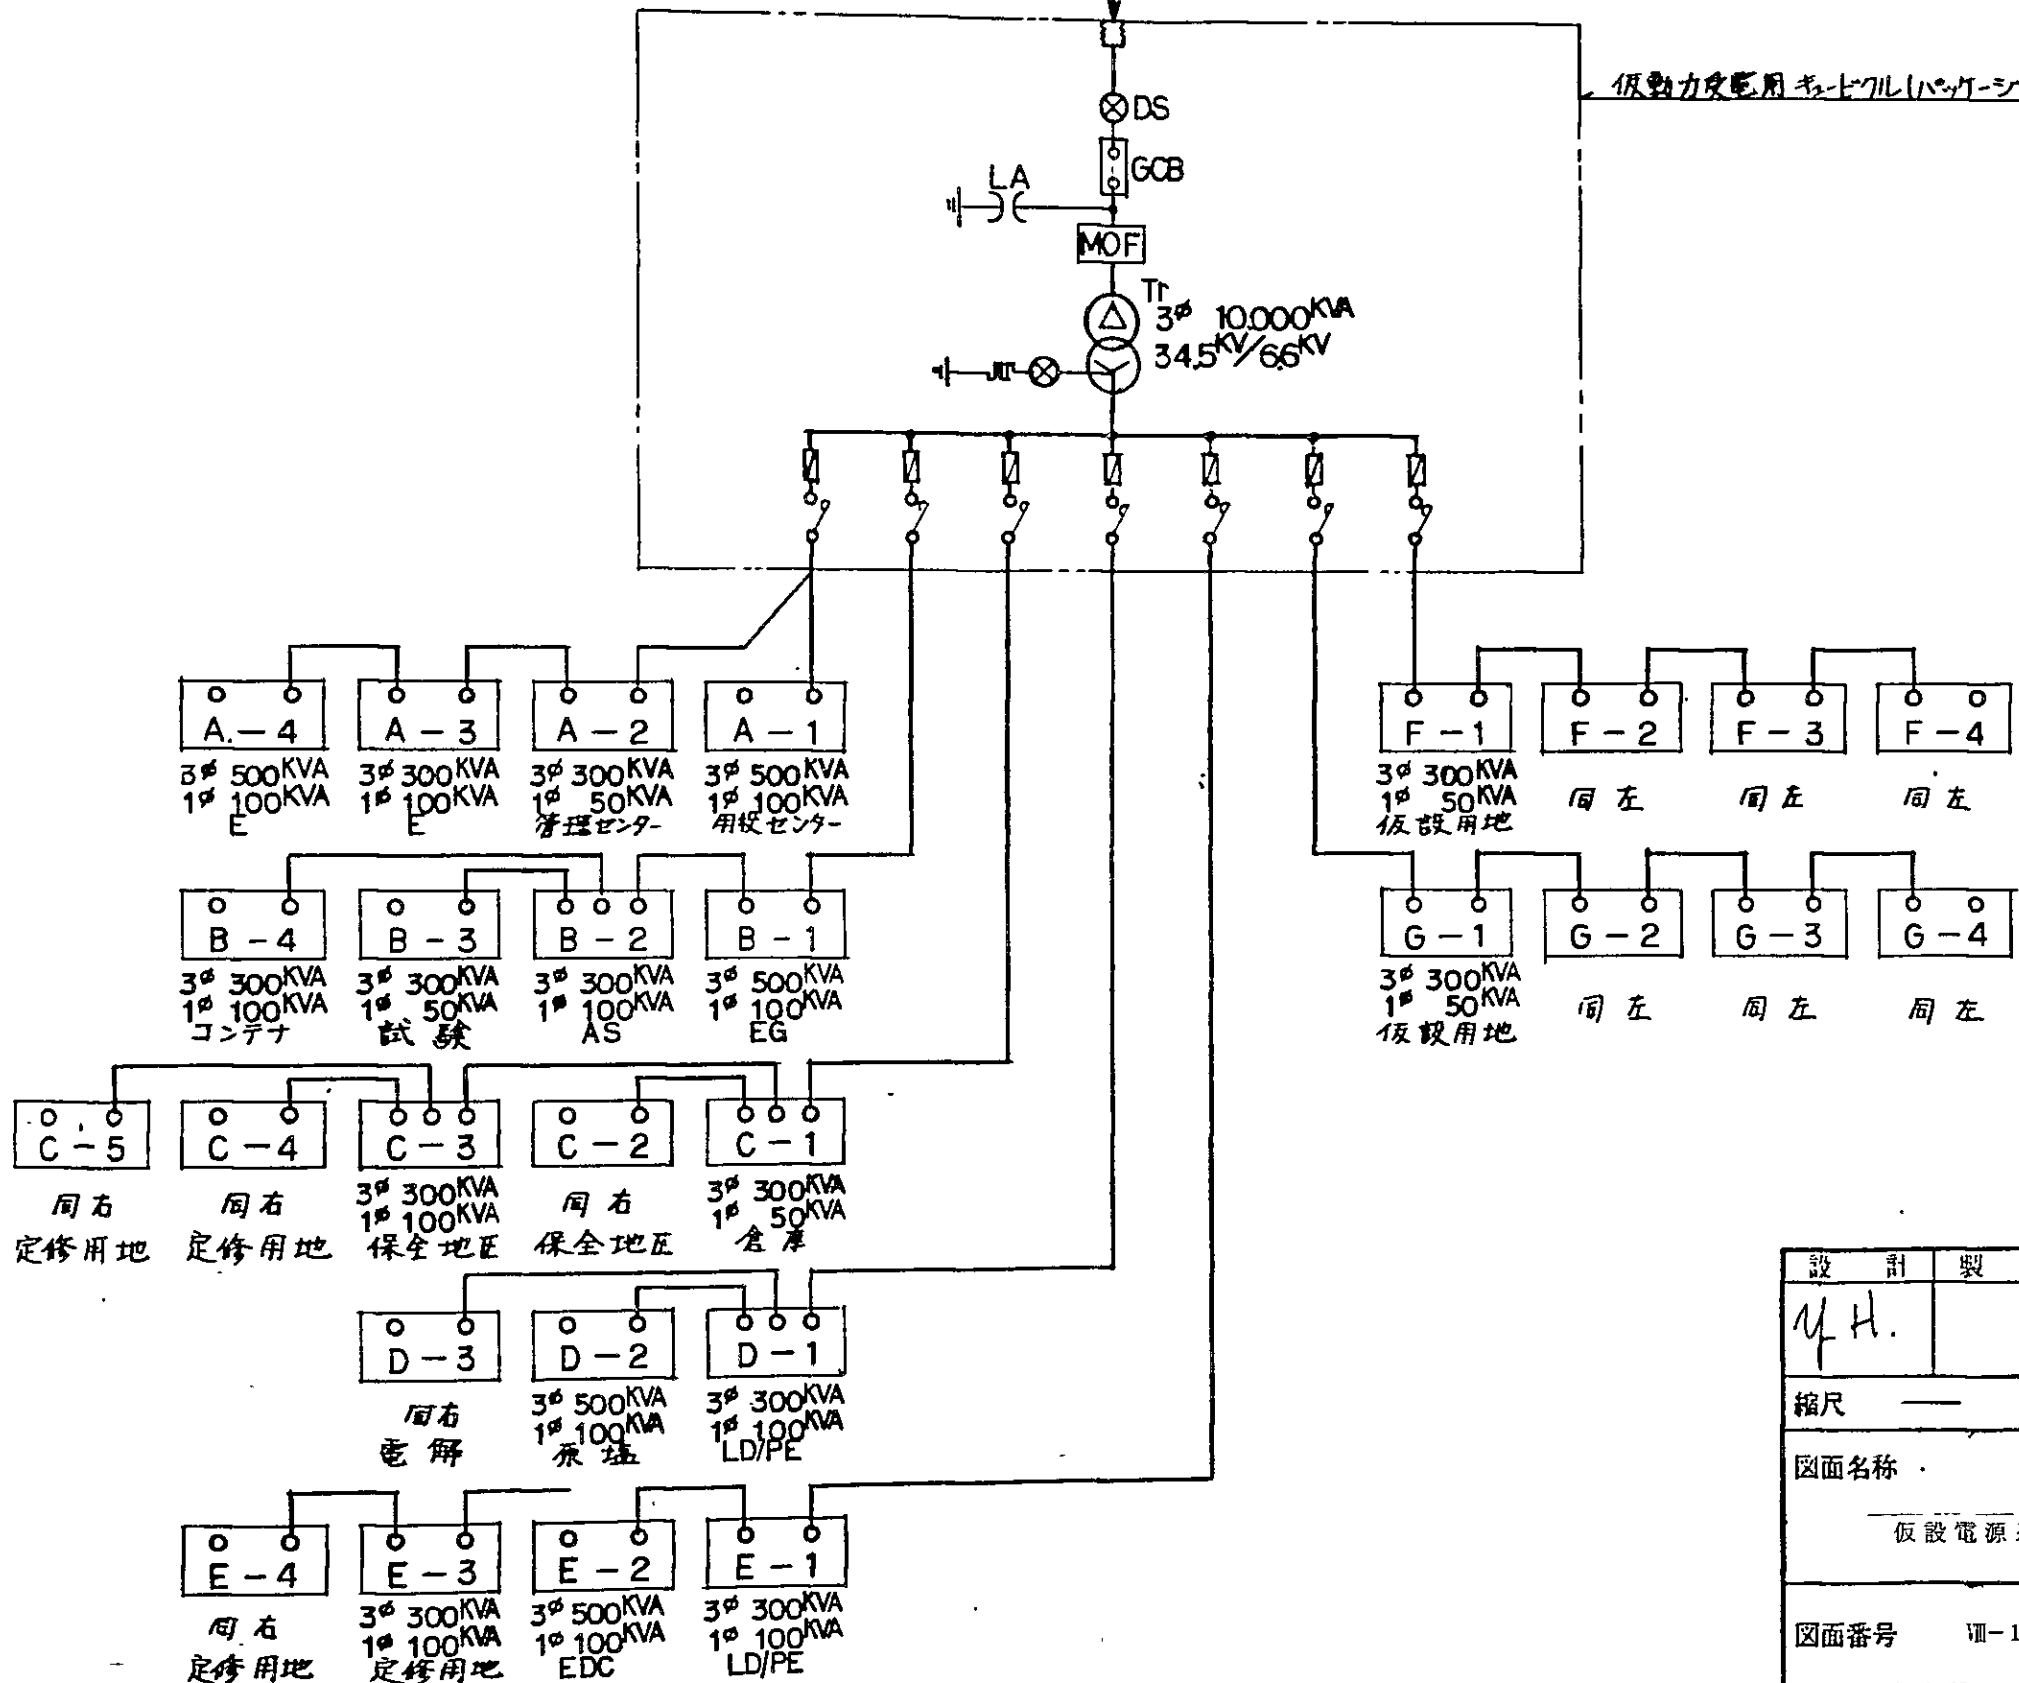 仮動力受電用 キュービクル(パッケージ
DS
GCB
LA
MOF
Tr
3φ 10.000KVA
34.5KV/6.6KV
A-4
A-3
A-2
A-1
3φ 500KVA
1φ 100KVA
E
3φ 300KVA
1φ 100KVA
E
3φ 300KVA
1φ 50KVA
管理センター
3φ 500KVA
1φ 100KVA
用役センター
F-1
F-2
F-3
F-4
3φ 300KVA
1φ 50KVA
仮設用地
同左
同左
同左
B-4
B-3
B-2
B-1
3φ 300KVA
1φ 100KVA
コンテナ
3φ 300KVA
1φ 50KVA
試験
3φ 300KVA
1φ 100KVA
AS
3φ 500KVA
1φ 100KVA
EG
G-1
G-2
G-3
G-4
3φ 300KVA
1φ 50KVA
仮設用地
同左
同左
同左
C-5
C-4
C-3
C-2
C-1
同右
定修用地
同右
定修用地
3φ 300KVA
1φ 100KVA
保全地区
同右
保全地区
3φ 300KVA
1φ 50KVA
倉庫
D-3
D-2
D-1
同右
電解
3φ 500KVA
1φ 100KVA
原塩
3φ 300KVA
1φ 100KVA
LD/PE
E-4
E-3
E-2
E-1
同右
定修用地
3φ 300KVA
1φ 100KVA
定修用地
3φ 500KVA
1φ 100KVA
EDC
3φ 300KVA
1φ 100KVA
LD/PE
設計 製
Y.H.
縮尺 —
図面名称
仮設電源
図面番号 Ⅷ-1